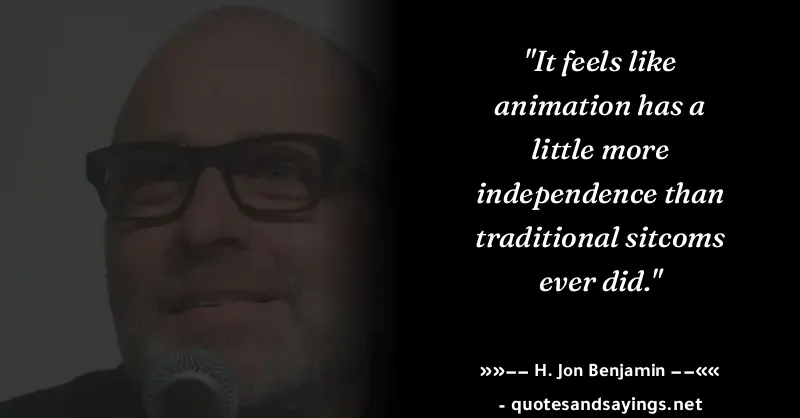 "It feels like
animation has a
little more
independence than
traditional sitcoms
ever did."
»»–– H. Jon Benjamin ––««
- quotesandsayings.net